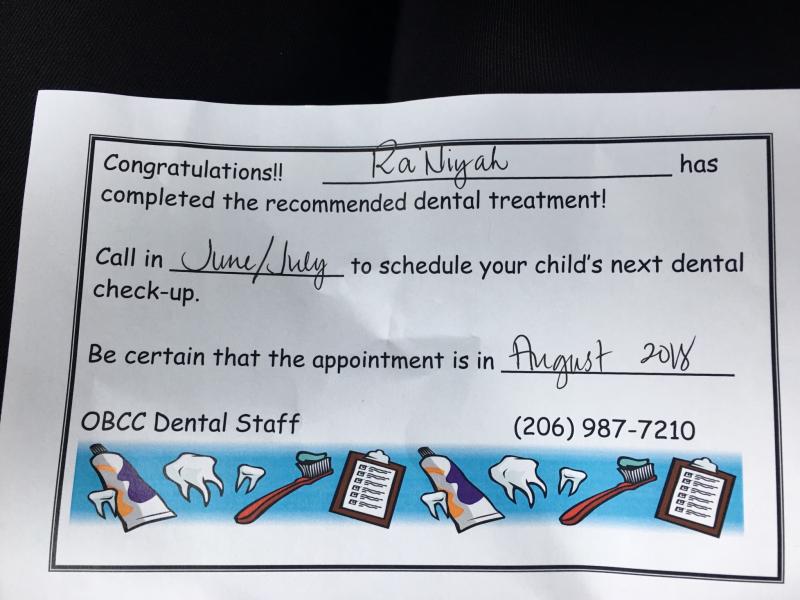 Congratulations!! Ra'Niyah has
completed the recommended dental treatment!
Call in June/July to schedule your child's next dental
check-up.
Be certain that the appointment is in August 2018
OBCC Dental Staff (206) 987-7210